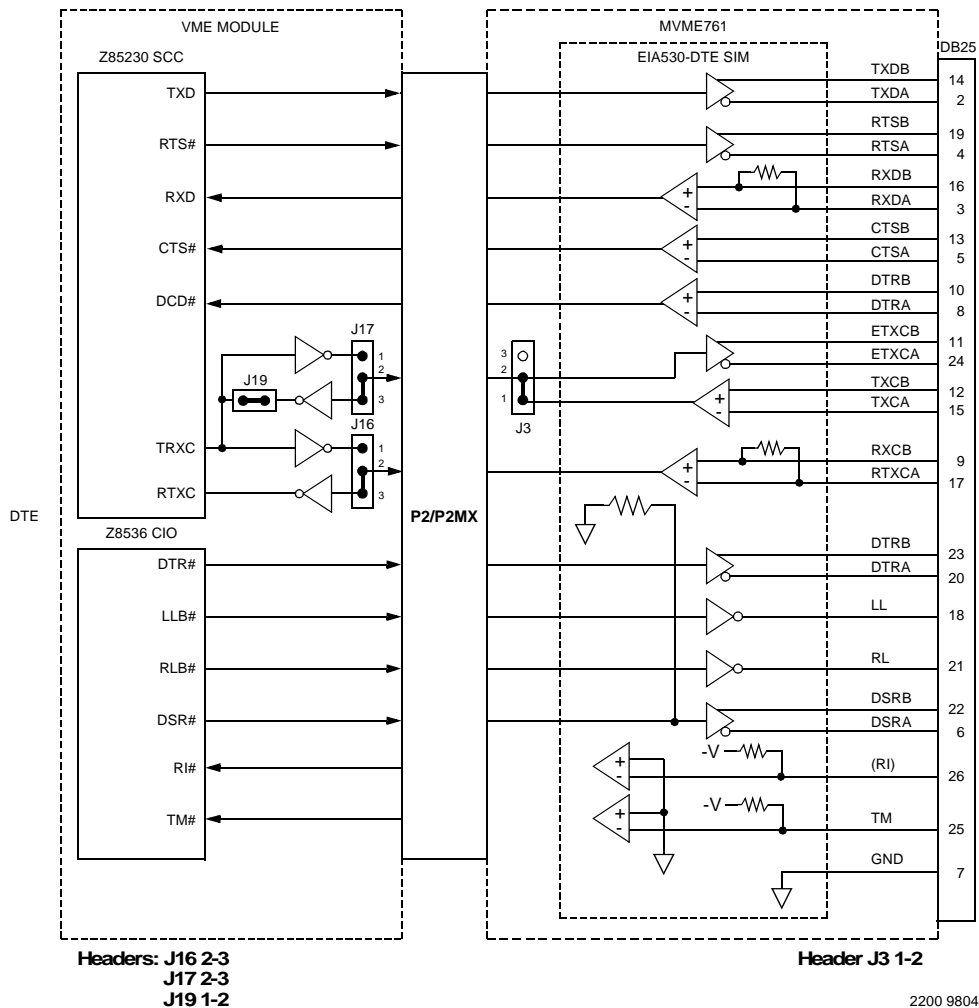 VME MODULE
MVME761
Z85230 SCC
EIA530-DTE SIM
DB25
TXD
TXDB
14
TXDA
2
RTS#
RTSB
19
RTSA
4
RXD
RXDB
16
+
-
RXDA
3
CTS#
CTSB
13
+
-
CTSA
5
DCD#
DTRB
10
+
-
DTRA
8
J17
1
2
3
J19
3
2
1
J3
ETXCB
11
ETXCA
24
TXCB
12
+
-
TXCA
15
J16
TRXC
1
2
RTXC
3
RXCB
9
+
-
RTXCA
17
DTE
P2/P2MX
Z8536 CIO
DTR#
DTRB
23
DTRA
20
LLB#
LL
18
RLB#
RL
21
DSR#
DSRB
22
DSRA
6
RI#
+
-
-V
(RI)
26
TM#
+
-
-V
TM
25
GND
7
Headers: J16 2-3
J17 2-3
J19 1-2
Header J3 1-2
2200 9804